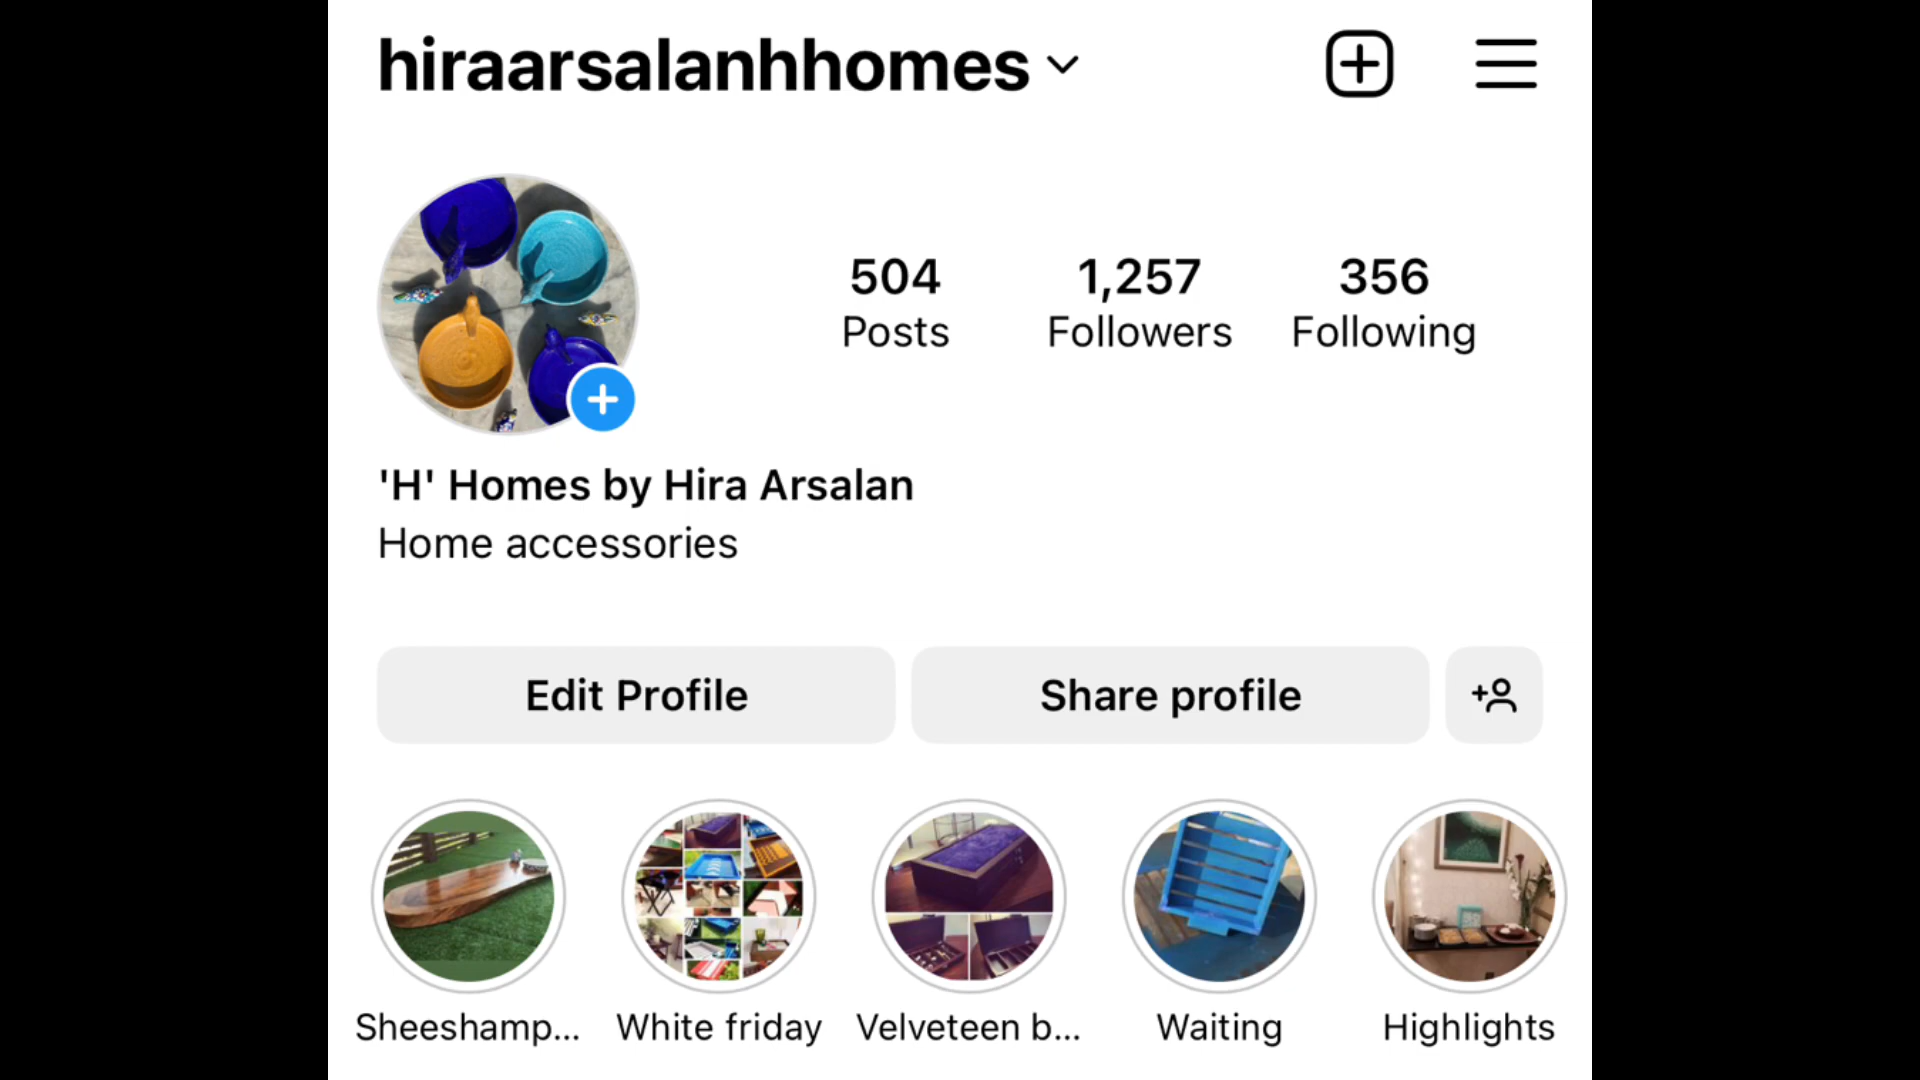 hiraarsalanhhomes
504 1,257 356
Posts Followers Following
'H' Homes by Hira Arsalan
Home accessories
Edit Profile Share profile
Sheeshamp... White friday Velveteen b... Waiting Highlights